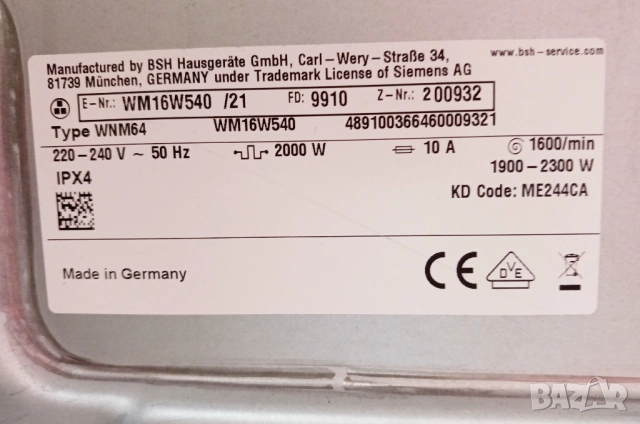 Manufactured by BSH Hausgeräte GmbH, Carl-Wery-Straße 34,
81739 München, GERMANY under Trademark License of Siemens AG
www.bsh-service.com
E-Nr.: WM16W540 /21 FD: 9910 Z-Nr.: 200932
Type WNM64 WM16W540 489100366460009321
220-240 V ~ 50 Hz 2000 W 10 A 1600/min
1900-2300 W
IPX4
KD Code: ME244CA
Made in Germany
CE DVE
BAZAR